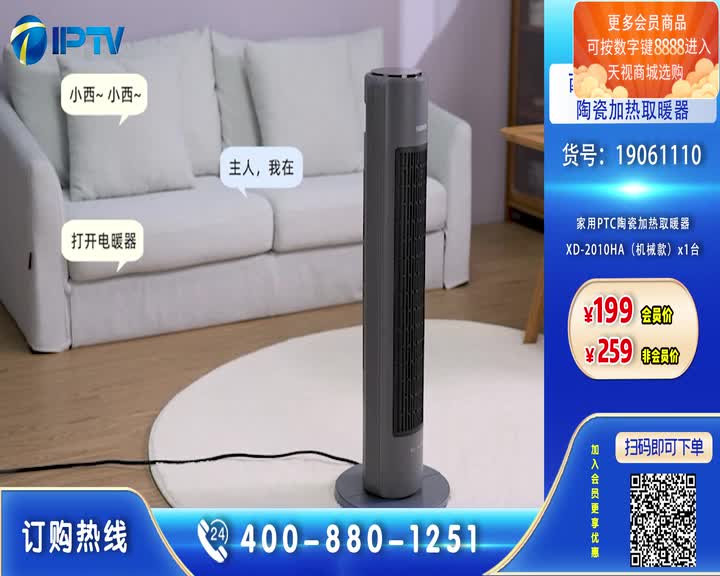 IPTV
小西~ 小西~
主人，我在
打开电暖器
更多会员商品
可按数字键8888进入
天视商城选购
陶瓷加热取暖器
货号：19061110
家用PTC陶瓷加热取暖器
XD-2010HA（机械款）x1台
¥199 会员价
¥259 非会员价
加入会员更享优惠
扫码即可下单
订购热线
24
400-880-1251